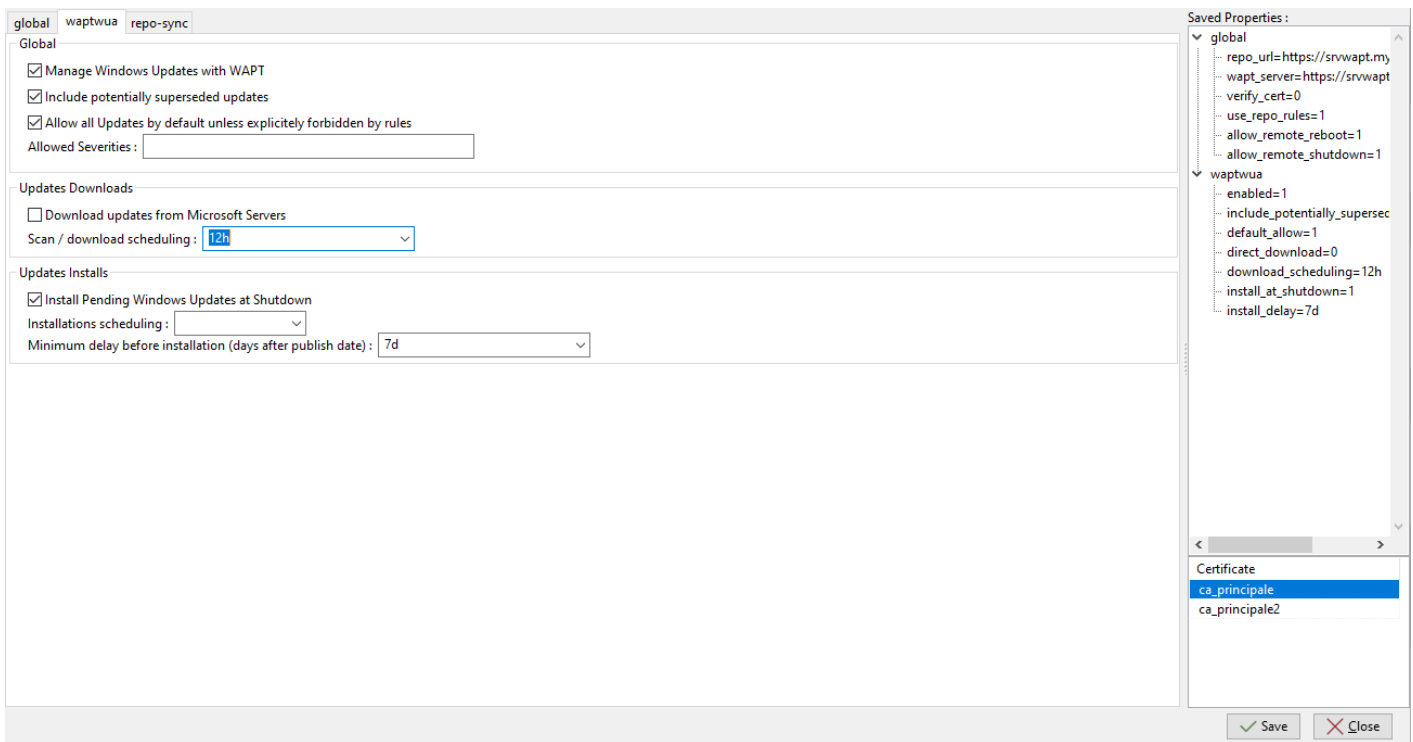 global waptwua repo-sync
Global
Manage Windows Updates with WAPT
Include potentially superseded updates
Allow all Updates by default unless explicitely forbidden by rules
Allowed Severities :
Updates Downloads
Download updates from Microsoft Servers
Scan / download scheduling : 12h
Updates Installs
Install Pending Windows Updates at Shutdown
Installations scheduling :
Minimum delay before installation (days after publish date) : 7d
Saved Properties :
global
repo_url=https://srvwapt.my
wapt_server=https://srvwapt
verify_cert=0
use_repo_rules=1
allow_remote_reboot=1
allow_remote_shutdown=1
waptwua
enabled=1
include_potentially_supersed
default_allow=1
direct_download=0
download_scheduling=12h
install_at_shutdown=1
install_delay=7d
Certificate
ca_principale
ca_principale2
Save Close